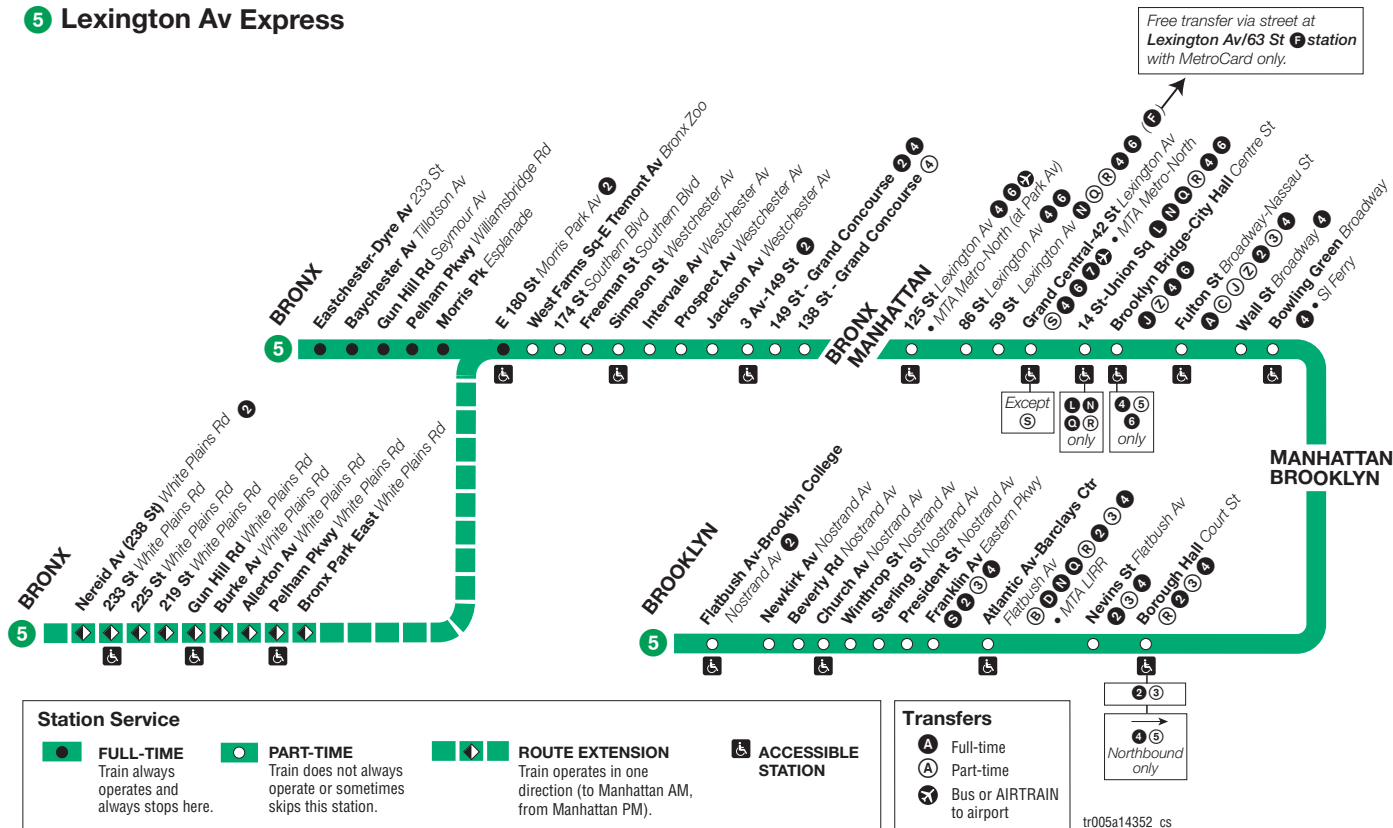 5 Lexington Av Express
Free transfer via street at
Lexington Av/63 St F station
with MetroCard only.
BRONX
5
Eastchester-Dyre Av 233 St
Baychester Av Tillotson Av
Gun Hill Rd Seymour Av
Pelham Pkwy Williamsbridge Rd
Morris Pk Esplanade
E 180 St Morris Park Av 2
West Farms Sq-E Tremont Av Bronx Zoo
174 St Southern Blvd
Freeman St Southern Blvd
Simpson St Westchester Av
Intervale Av Westchester Av
Prospect Av Westchester Av
Jackson Av Westchester Av
3 Av-149 St 2
149 St - Grand Concourse 2 4
138 St - Grand Concourse 4
BRONX
MANHATTAN
125 St Lexington Av 4 6
• MTA Metro-North (at Park Av)
86 St Lexington Av 4 6
59 St Lexington Av N Q R 4 6 (F)
Grand Central-42 St Lexington Av
S 4 6 7 • MTA Metro-North
14 St-Union Sq L N Q R 4 6
Brooklyn Bridge-City Hall Centre St
J Z 4 6
Fulton St Broadway-Nassau St
A C J Z 2 3 4
Wall St Broadway 4
Bowling Green Broadway
4 • SI Ferry
Except
S
L N
Q R
only
4 5
6
only
MANHATTAN
BROOKLYN
BRONX
5
Nereid Av (238 St) White Plains Rd 2
233 St White Plains Rd
225 St White Plains Rd
219 St White Plains Rd
Gun Hill Rd White Plains Rd
Burke Av White Plains Rd
Allerton Av White Plains Rd
Pelham Pkwy White Plains Rd
Bronx Park East White Plains Rd
BROOKLYN
5
Flatbush Av-Brooklyn College
Nostrand Av 2
Newkirk Av Nostrand Av
Beverly Rd Nostrand Av
Church Av Nostrand Av
Winthrop St Nostrand Av
Sterling St Nostrand Av
President St Nostrand Av
Franklin Av Eastern Pkwy
S 2 3 4
Atlantic Av-Barclays Ctr
Flatbush Av
B D N Q R 2 3 4
• MTA LIRR
Nevins St Flatbush Av
2 3 4
Borough Hall Court St
R 2 3 4
2 3
4 5
Northbound
only
Station Service
FULL-TIME
Train always
operates and
always stops here.
PART-TIME
Train does not always
operate or sometimes
skips this station.
ROUTE EXTENSION
Train operates in one
direction (to Manhattan AM,
from Manhattan PM).
ACCESSIBLE
STATION
Transfers
A Full-time
A Part-time
Bus or AIRTRAIN
to airport
tr005a14352 cs